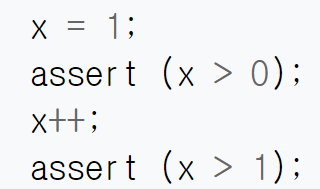 x = 1;
assert (x > 0);
x++;
assert (x > 1);